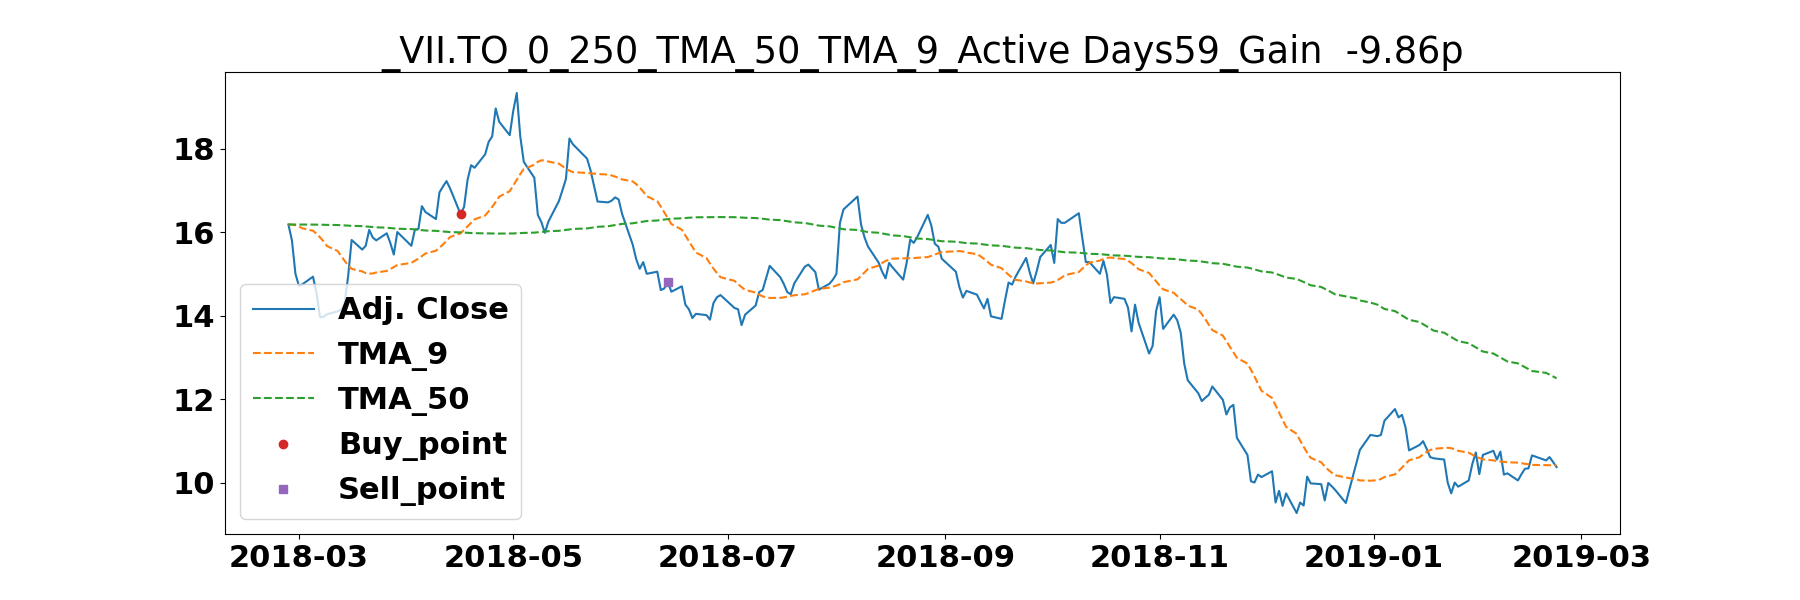 _VII.TO_0_250_TMA_50_TMA_9_Active Days59_Gain  -9.86p
18
16
14
12
10
Adj. Close
TMA_9
TMA_50
Buy_point
Sell_point
2018-03 2018-05 2018-07 2018-09 2018-11 2019-01 2019-03